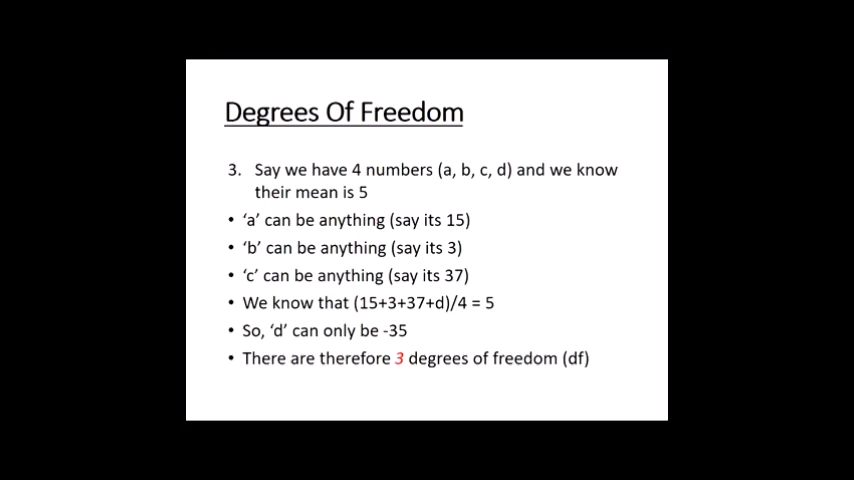 Degrees Of Freedom
3. Say we have 4 numbers (a, b, c, d) and we know
their mean is 5
• ‘a’ can be anything (say its 15)
• ‘b’ can be anything (say its 3)
• ‘c’ can be anything (say its 37)
• We know that (15+3+37+d)/4 = 5
• So, ‘d’ can only be -35
• There are therefore 3 degrees of freedom (df)